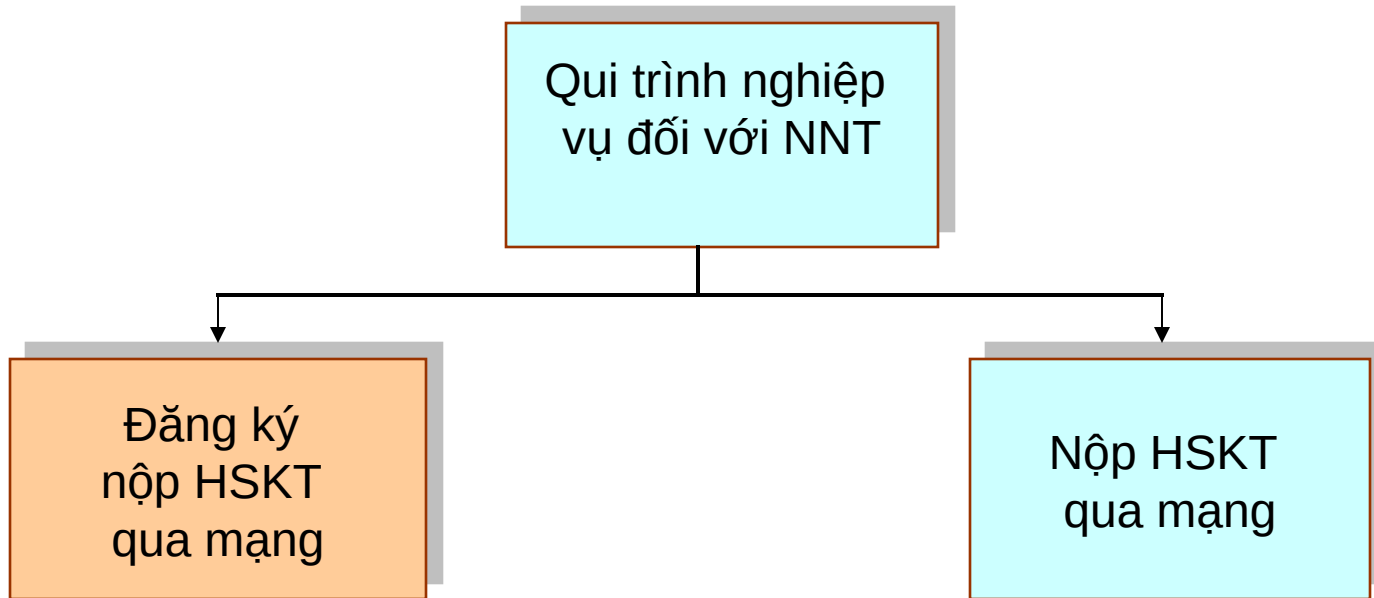 Qui trình nghiệp
vụ đối với NNT
Đăng ký
nộp HSKT
qua mạng
Nộp HSKT
qua mạng